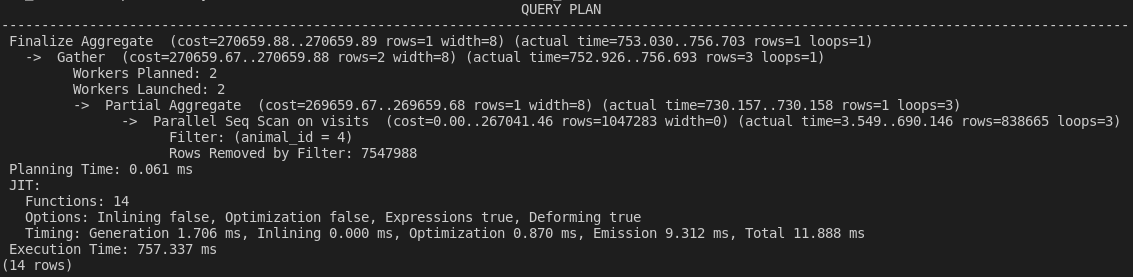 QUERY PLAN
-----------------------------------------------------------------------------------------------------------------------------------------------
Finalize Aggregate  (cost=270659.88..270659.89 rows=1 width=8) (actual time=753.030..756.703 rows=1 loops=1)
  ->  Gather  (cost=270659.67..270659.88 rows=2 width=8) (actual time=752.926..756.693 rows=3 loops=1)
        Workers Planned: 2
        Workers Launched: 2
        ->  Partial Aggregate  (cost=269659.67..269659.68 rows=1 width=8) (actual time=730.157..730.158 rows=1 loops=3)
              ->  Parallel Seq Scan on visits  (cost=0.00..267041.46 rows=1047283 width=0) (actual time=3.549..690.146 rows=838665 loops=3)
                    Filter: (animal_id = 4)
                    Rows Removed by Filter: 7547988
Planning Time: 0.061 ms
JIT:
  Functions: 14
  Options: Inlining false, Optimization false, Expressions true, Deforming true
  Timing: Generation 1.706 ms, Inlining 0.000 ms, Optimization 0.870 ms, Emission 9.312 ms, Total 11.888 ms
Execution Time: 757.337 ms
(14 rows)